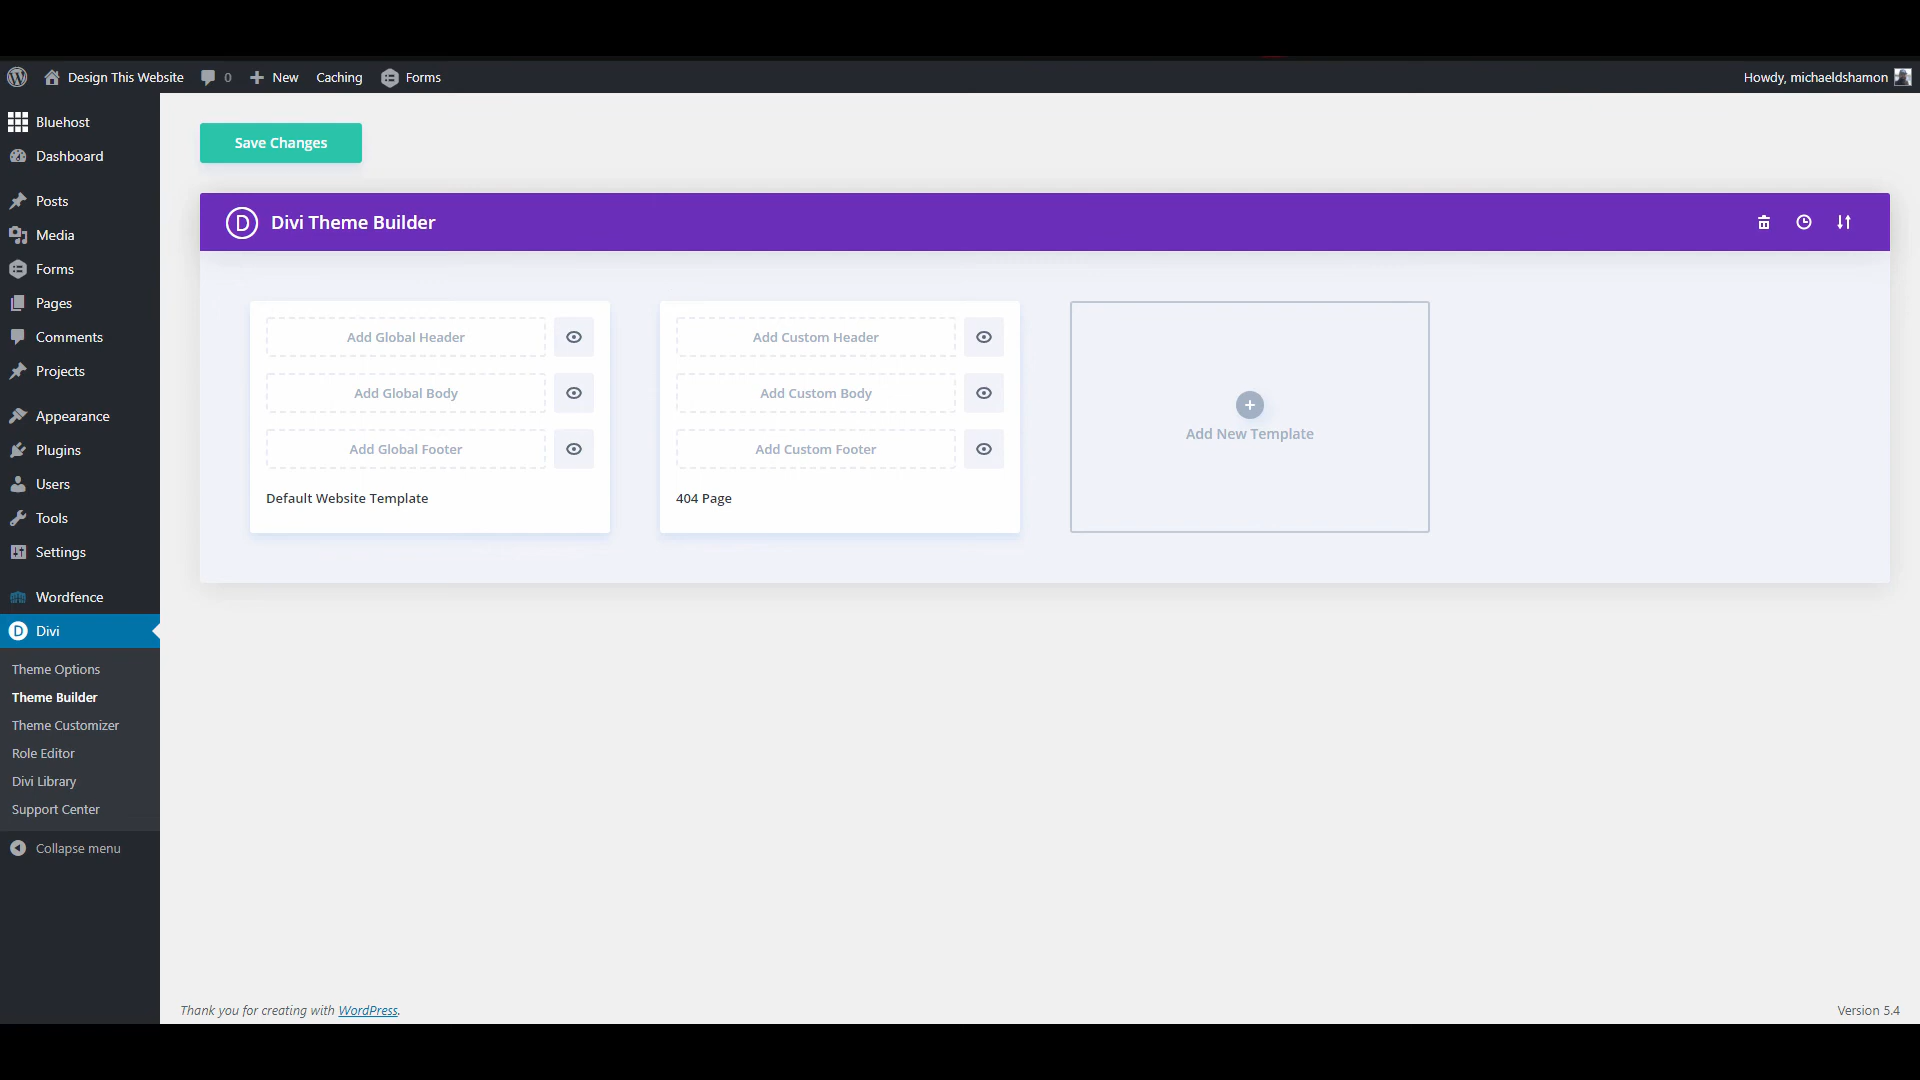 Design This Website
0
New
Caching
Forms
Howdy, michaeldshamon
Bluehost
Dashboard
Posts
Media
Forms
Pages
Comments
Projects
Appearance
Plugins
Users
Tools
Settings
Wordfence
D Divi
Theme Options
Theme Builder
Theme Customizer
Role Editor
Divi Library
Support Center
Collapse menu
Save Changes
D Divi Theme Builder
Add Global Header
Add Global Body
Add Global Footer
Default Website Template
Add Custom Header
Add Custom Body
Add Custom Footer
404 Page
Add New Template
Thank you for creating with WordPress.
Version 5.4